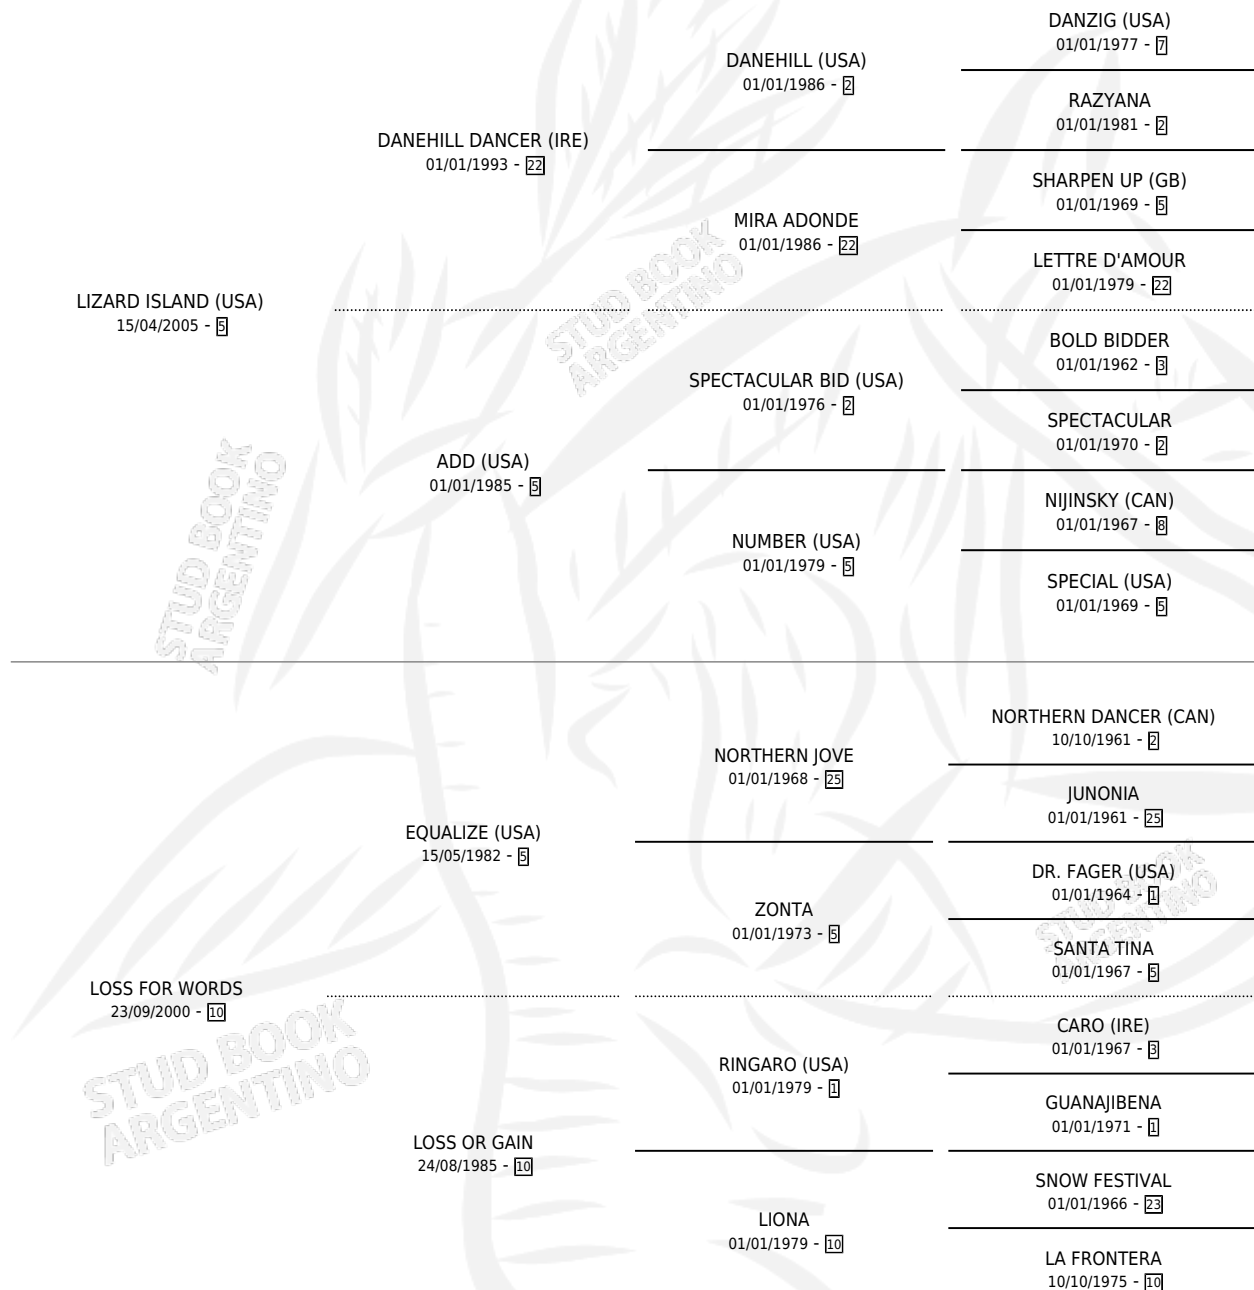 DANZIG (USA)
01/01/1977 - 7
DANEHILL (USA)
01/01/1986 - 2
RAZYANA
01/01/1981 - 2
DANEHILL DANCER (IRE)
01/01/1993 - 22
SHARPEN UP (GB)
01/01/1969 - 5
MIRA ADONDE
01/01/1986 - 22
LETTRE D'AMOUR
01/01/1979 - 22
LIZARD ISLAND (USA)
15/04/2005 - 5
STUD BOOK
ARGENTINO
BOLD BIDDER
01/01/1962 - 3
SPECTACULAR BID (USA)
01/01/1976 - 2
SPECTACULAR
01/01/1970 - 2
ADD (USA)
01/01/1985 - 5
NIJINSKY (CAN)
01/01/1967 - 8
NUMBER (USA)
01/01/1979 - 5
SPECIAL (USA)
01/01/1969 - 5
STUD BOOK
ARGENTINO
NORTHERN DANCER (CAN)
10/10/1961 - 2
NORTHERN JOVE
01/01/1968 - 25
JUNONIA
01/01/1961 - 25
EQUALIZE (USA)
15/05/1982 - 5
DR. FAGER (USA)
01/01/1964 - 1
ZONTA
01/01/1973 - 5
STUD BOOK
ARGENTINO
SANTA TINA
01/01/1967 - 5
LOSS FOR WORDS
23/09/2000 - 10
CARO (IRE)
01/01/1967 - 3
RINGARO (USA)
01/01/1979 - 1
STUD BOOK
ARGENTINO
GUANAJIBENA
01/01/1971 - 1
LOSS OR GAIN
24/08/1985 - 10
SNOW FESTIVAL
01/01/1966 - 23
LIONA
01/01/1979 - 10
LA FRONTERA
10/10/1975 - 10